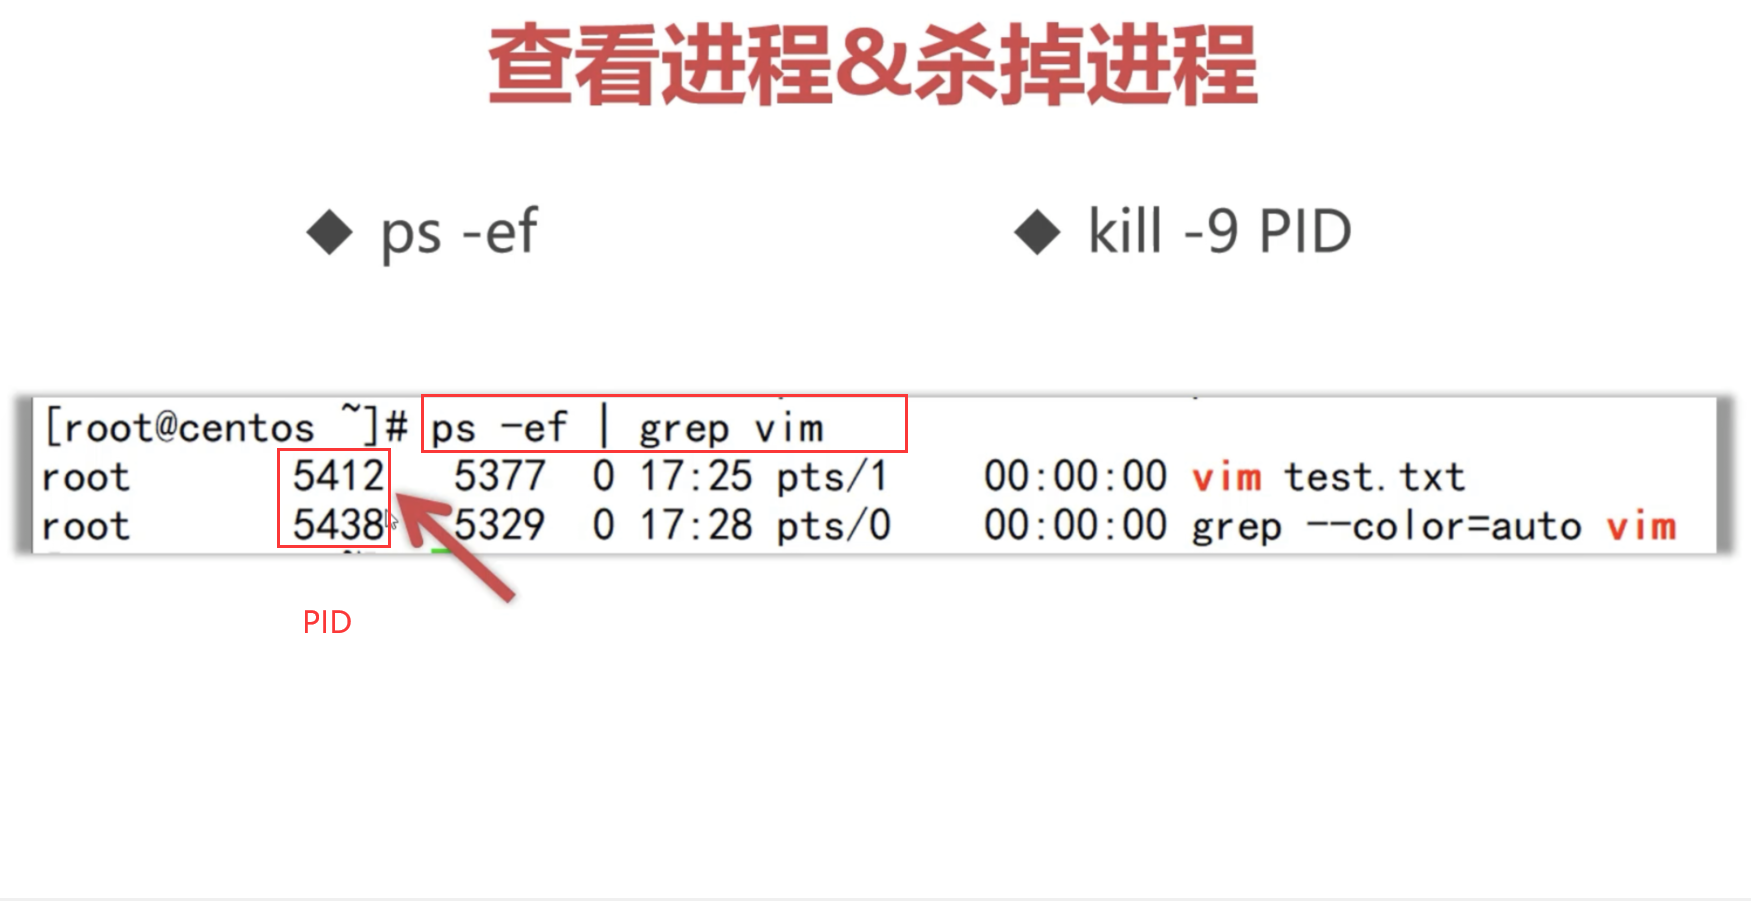 查看进程&杀掉进程
◆ ps -ef
◆ kill -9 PID
[root@centos ~]# ps -ef | grep vim
root 5412 5377 0 17:25 pts/1 00:00:00 vim test.txt
root 5438 5329 0 17:28 pts/0 00:00:00 grep --color=auto vim
PID